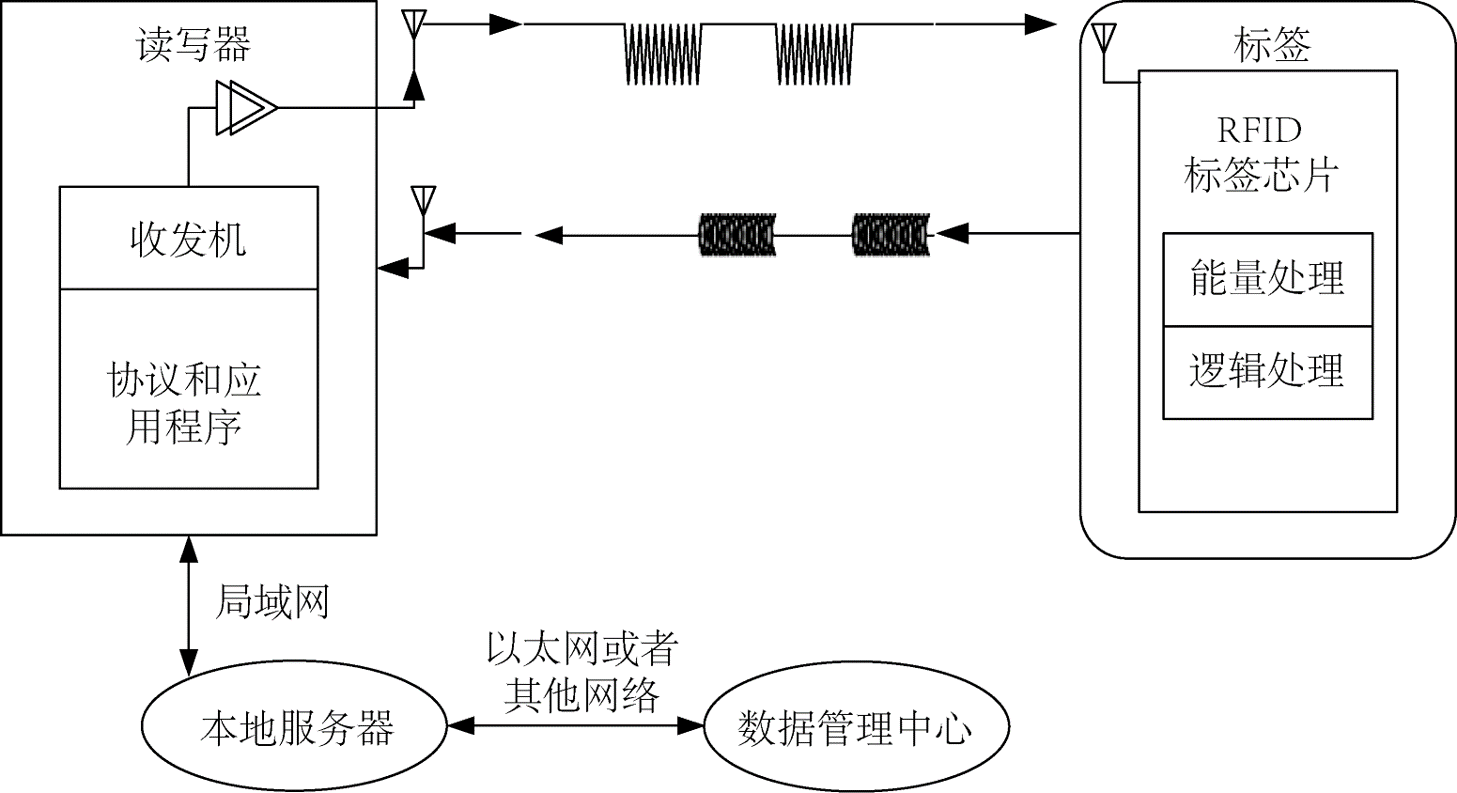 读写器
标签
RFID
标签芯片
收发机
能量处理
逻辑处理
协议和应
用程序
局域网
以太网或者
其他网络
本地服务器
数据管理中心